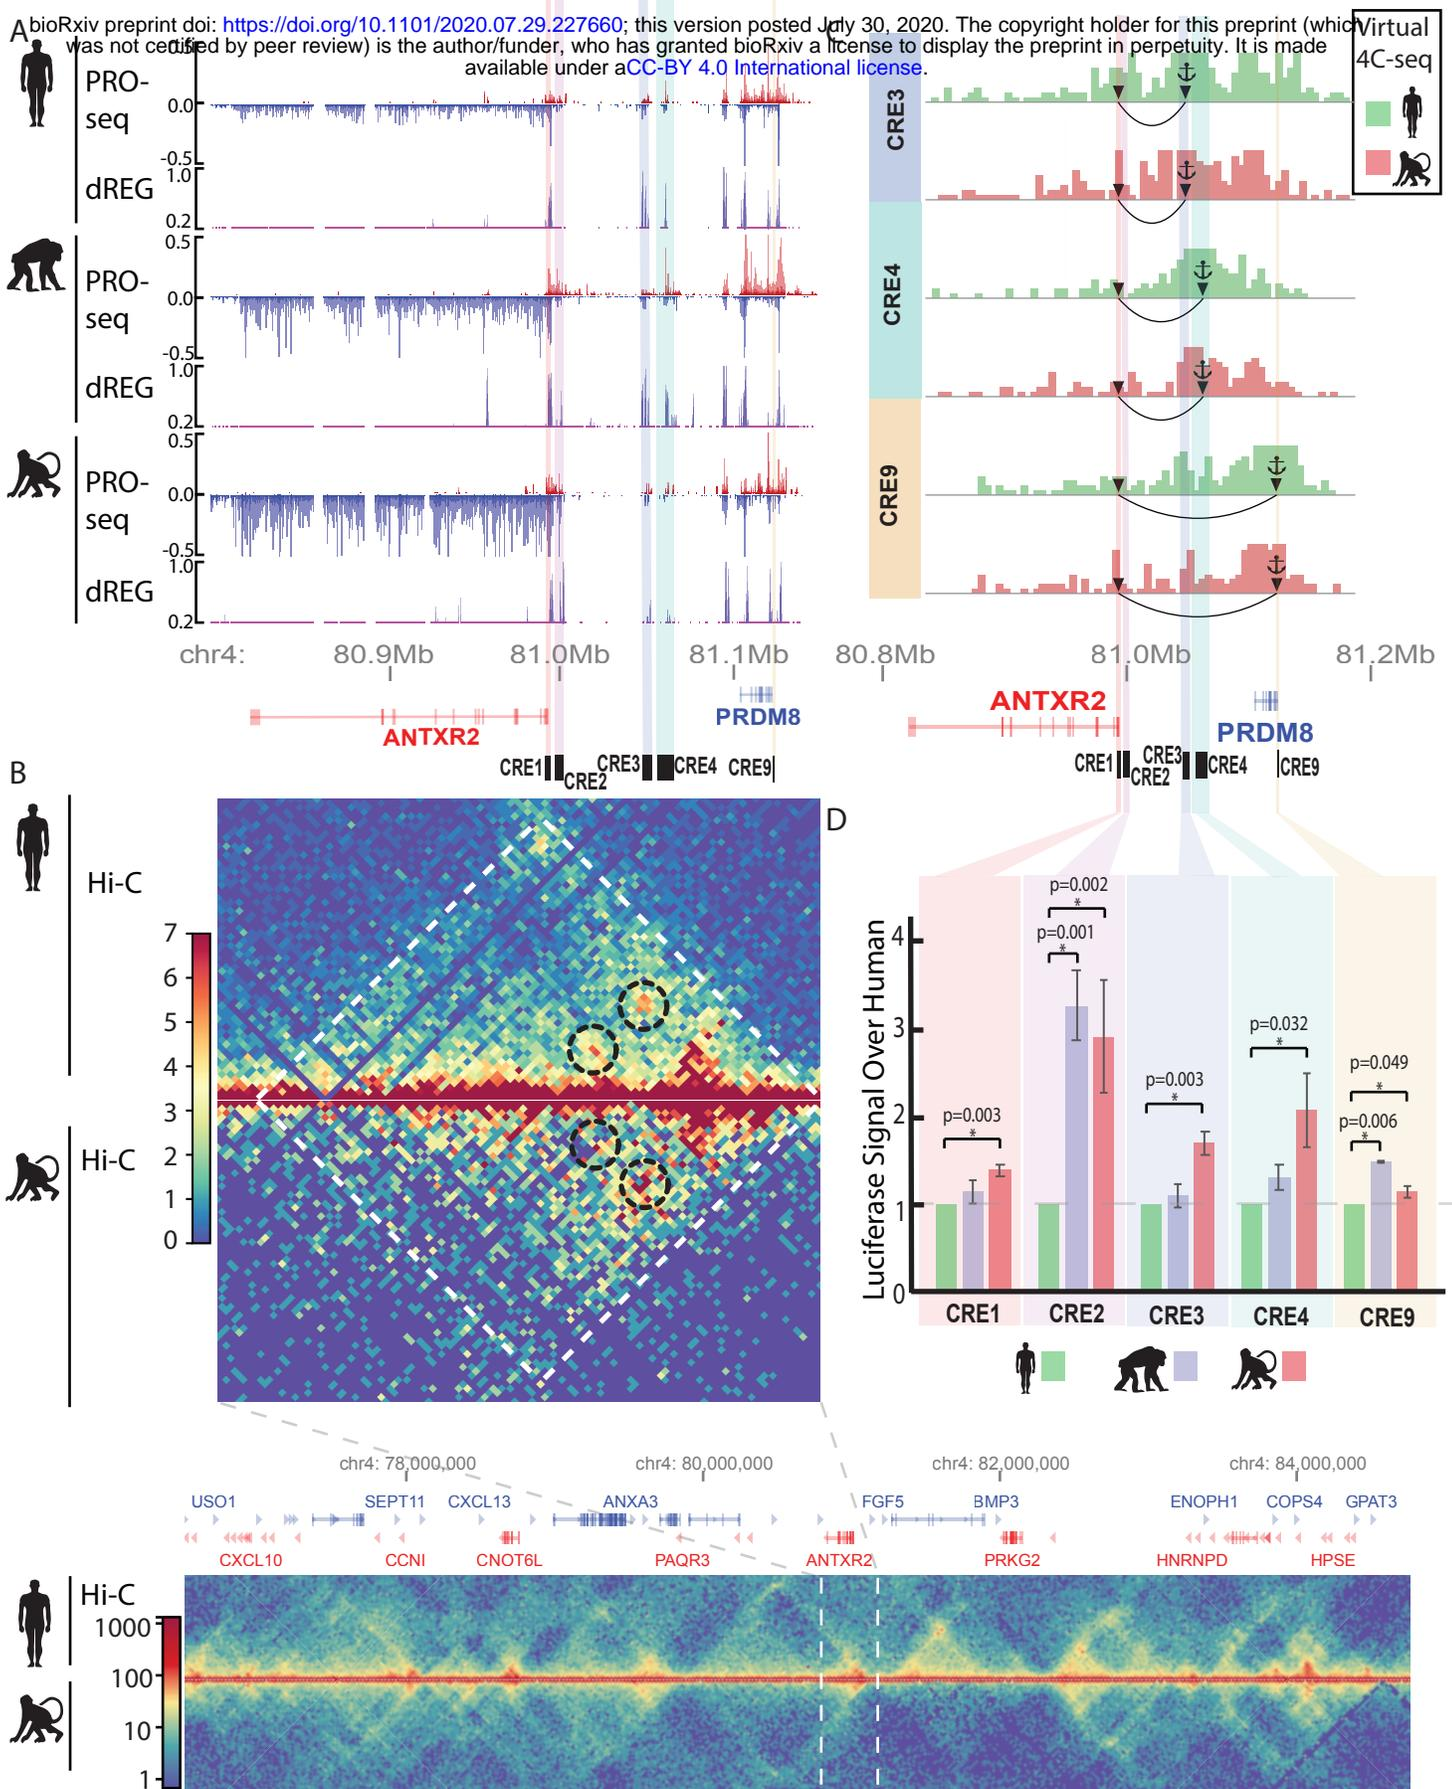 bioRxiv preprint doi: https://doi.org/10.1101/2020.07.29.227660; this version posted July 30, 2020. The copyright holder for this preprint (which
was not certified by peer review) is the author/funder, who has granted bioRxiv a license to display the preprint in perpetuity. It is made
available under aCC-BY 4.0 International license.
A
PRO-
seq
0.0
-0.5
dREG
1.0
0.2
PRO-
seq
0.5
0.0
-0.5
dREG
1.0
0.2
PRO-
seq
0.5
0.0
-0.5
dREG
1.0
0.2
chr4: 80.9Mb 81.0Mb 81.1Mb
PRDM8
ANTXR2
CRE1 CRE2 CRE3 CRE4 CRE9
C
Virtual
4C-seq
CRE3
CRE4
CRE9
80.8Mb 81.0Mb 81.2Mb
ANTXR2
PRDM8
CRE1 CRE2 CRE3 CRE4 CRE9
B
Hi-C
7
6
5
4
3
2
1
0
Hi-C
D
Luciferase Signal Over Human
4
3
2
1
0
p=0.003
*
p=0.002
*
p=0.001
*
p=0.003
*
p=0.032
*
p=0.049
*
p=0.006
*
CRE1 CRE2 CRE3 CRE4 CRE9
chr4: 78,000,000 chr4: 80,000,000 chr4: 82,000,000 chr4: 84,000,000
USO1 SEPT11 CXCL13 ANXA3 FGF5 BMP3 ENOPH1 COPS4 GPAT3
CXCL10 CCNI CNOT6L PAQR3 ANTXR2 PRKG2 HNRNPD HPSE
Hi-C
1000
100
10
1